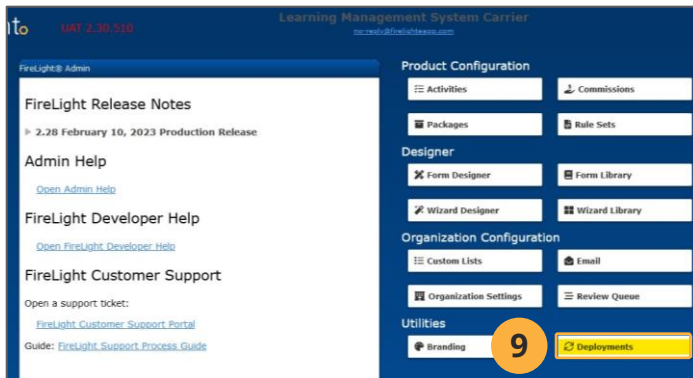 to
UAT 2.30.510
Learning Management System Carrier
no-reply@firelighteapp.com
FireLight® Admin
FireLight Release Notes
2.28 February 10, 2023 Production Release
Admin Help
Open Admin Help
FireLight Developer Help
Open FireLight Developer Help
FireLight Customer Support
Open a support ticket:
FireLight Customer Support Portal
Guide: FireLight Support Process Guide
Product Configuration
Activities
Commissions
Packages
Rule Sets
Designer
Form Designer
Form Library
Wizard Designer
Wizard Library
Organization Configuration
Custom Lists
Email
Organization Settings
Review Queue
Utilities
Branding
9
Deployments